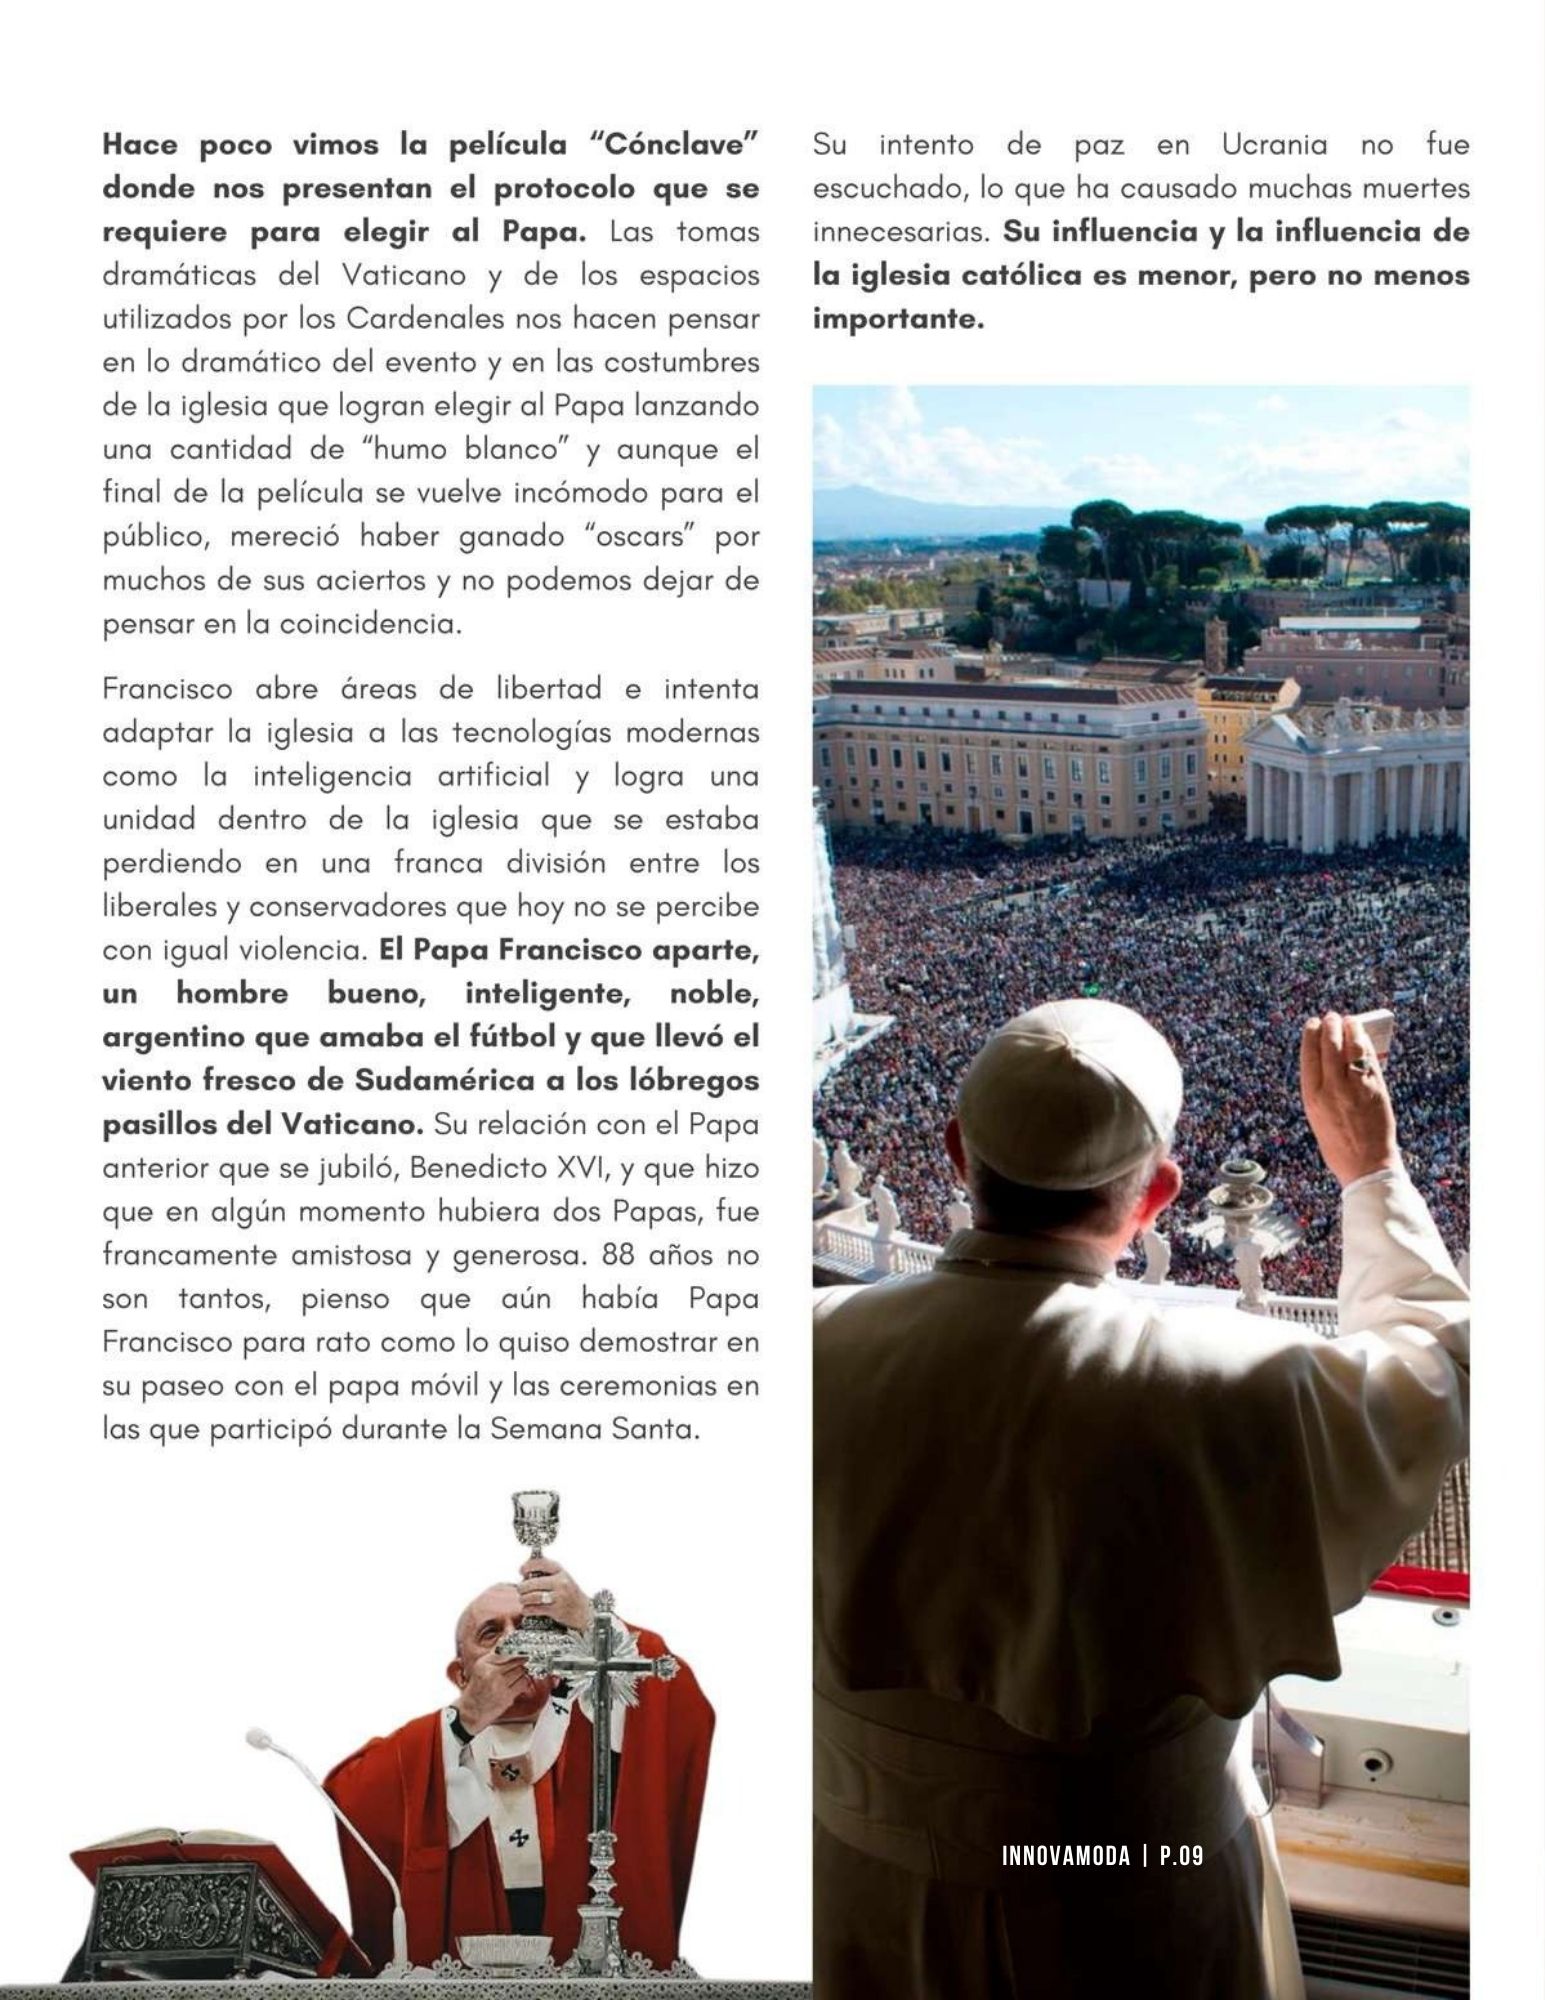 Hace poco vimos la película “Cónclave”
donde nos presentan el protocolo que se
requiere para elegir al Papa. Las tomas
dramáticas del Vaticano y de los espacios
utilizados por los Cardenales nos hacen pensar
en lo dramático del evento y en las costumbres
de la iglesia que logran elegir al Papa lanzando
una cantidad de “humo blanco” y aunque el
final de la película se vuelve incómodo para el
público, mereció haber ganado “oscars” por
muchos de sus aciertos y no podemos dejar de
pensar en la coincidencia.
Francisco abre áreas de libertad e intenta
adaptar la iglesia a las tecnologías modernas
como la inteligencia artificial y logra una
unidad dentro de la iglesia que se estaba
perdiendo en una franca división entre los
liberales y conservadores que hoy no se percibe
con igual violencia. El Papa Francisco aparte,
un hombre bueno, inteligente, noble,
argentino que amaba el fútbol y que llevó el
viento fresco de Sudamérica a los lóbregos
pasillos del Vaticano. Su relación con el Papa
anterior que se jubiló, Benedicto XVI, y que hizo
que en algún momento hubiera dos Papas, fue
francamente amistosa y generosa. 88 años no
son tantos, pienso que aún había Papa
Francisco para rato como lo quiso demostrar en
su paseo con el papa móvil y las ceremonias en
las que participó durante la Semana Santa.
Su intento de paz en Ucrania no fue
escuchado, lo que ha causado muchas muertes
innecesarias. Su influencia y la influencia de
la iglesia católica es menor, pero no menos
importante.
INNOVAMODA | P.09